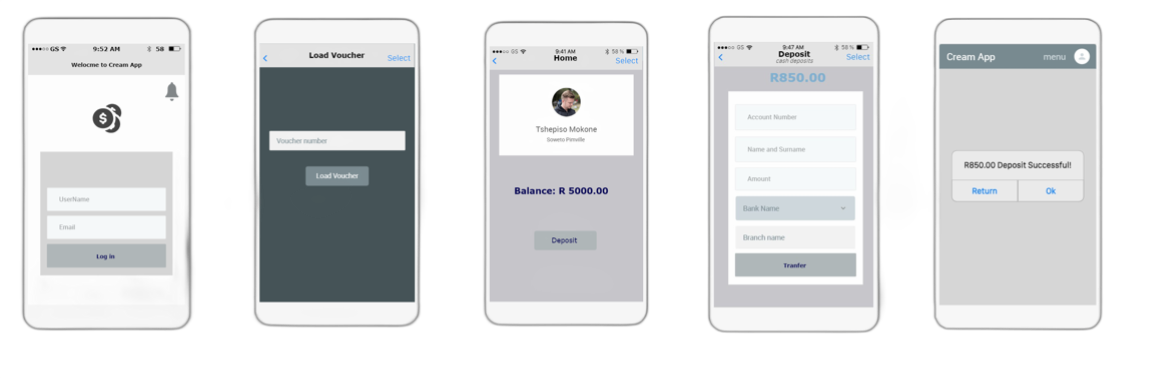 GS 9:52 AM 58
Welocme to Cream App
UserName
Email
Log in
Load Voucher
Select
Voucher number
Load Voucher
GS 9:41 AM 58 %
Home
Select
Tshepiso Mokone
Soweto Penville
Balance: R 5000.00
Deposit
GS 9:47 AM 58 %
Deposit
Select
cash deposits
R850.00
Account Number
Name and Surname
Amount
Bank Name
Branch name
Tranfer
Cream App menu
R850.00 Deposit Successful!
Return Ok